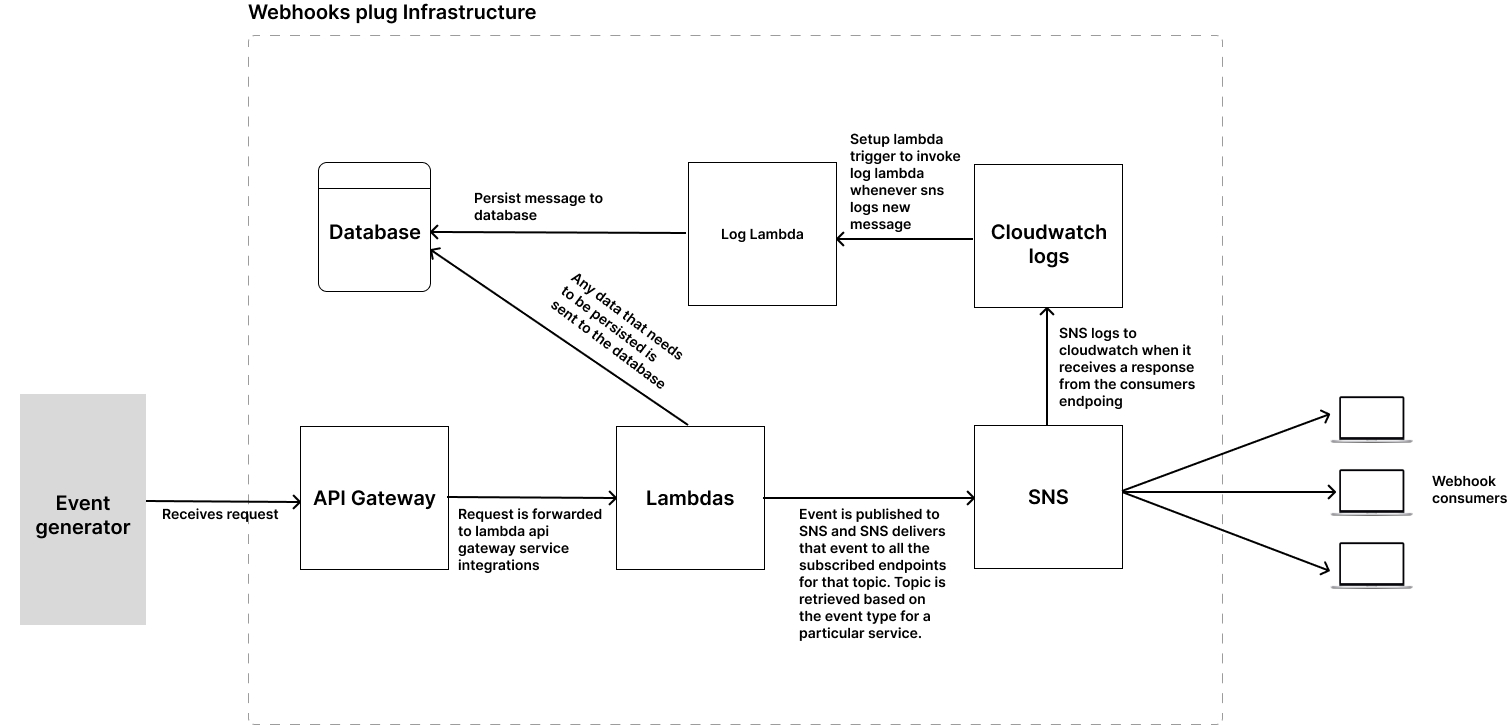 Webhooks plug Infrastructure
Setup lambda
trigger to invoke
log lambda
whenever sns
logs new
message
Persist message to
database
Database
Log Lambda
Cloudwatch
logs
Any data that needs
to be persisted is
sent to the database
SNS logs to
cloudwatch when it
receives a response
from the consumers
endpoing
Event
generator
Receives request
API Gateway
Request is forwarded
to lambda api
gateway service
integrations
Lambdas
Event is published to
SNS and SNS delivers
that event to all the
subscribed endpoints
for that topic. Topic is
retrieved based on
the event type for a
particular service.
SNS
Webhook
consumers